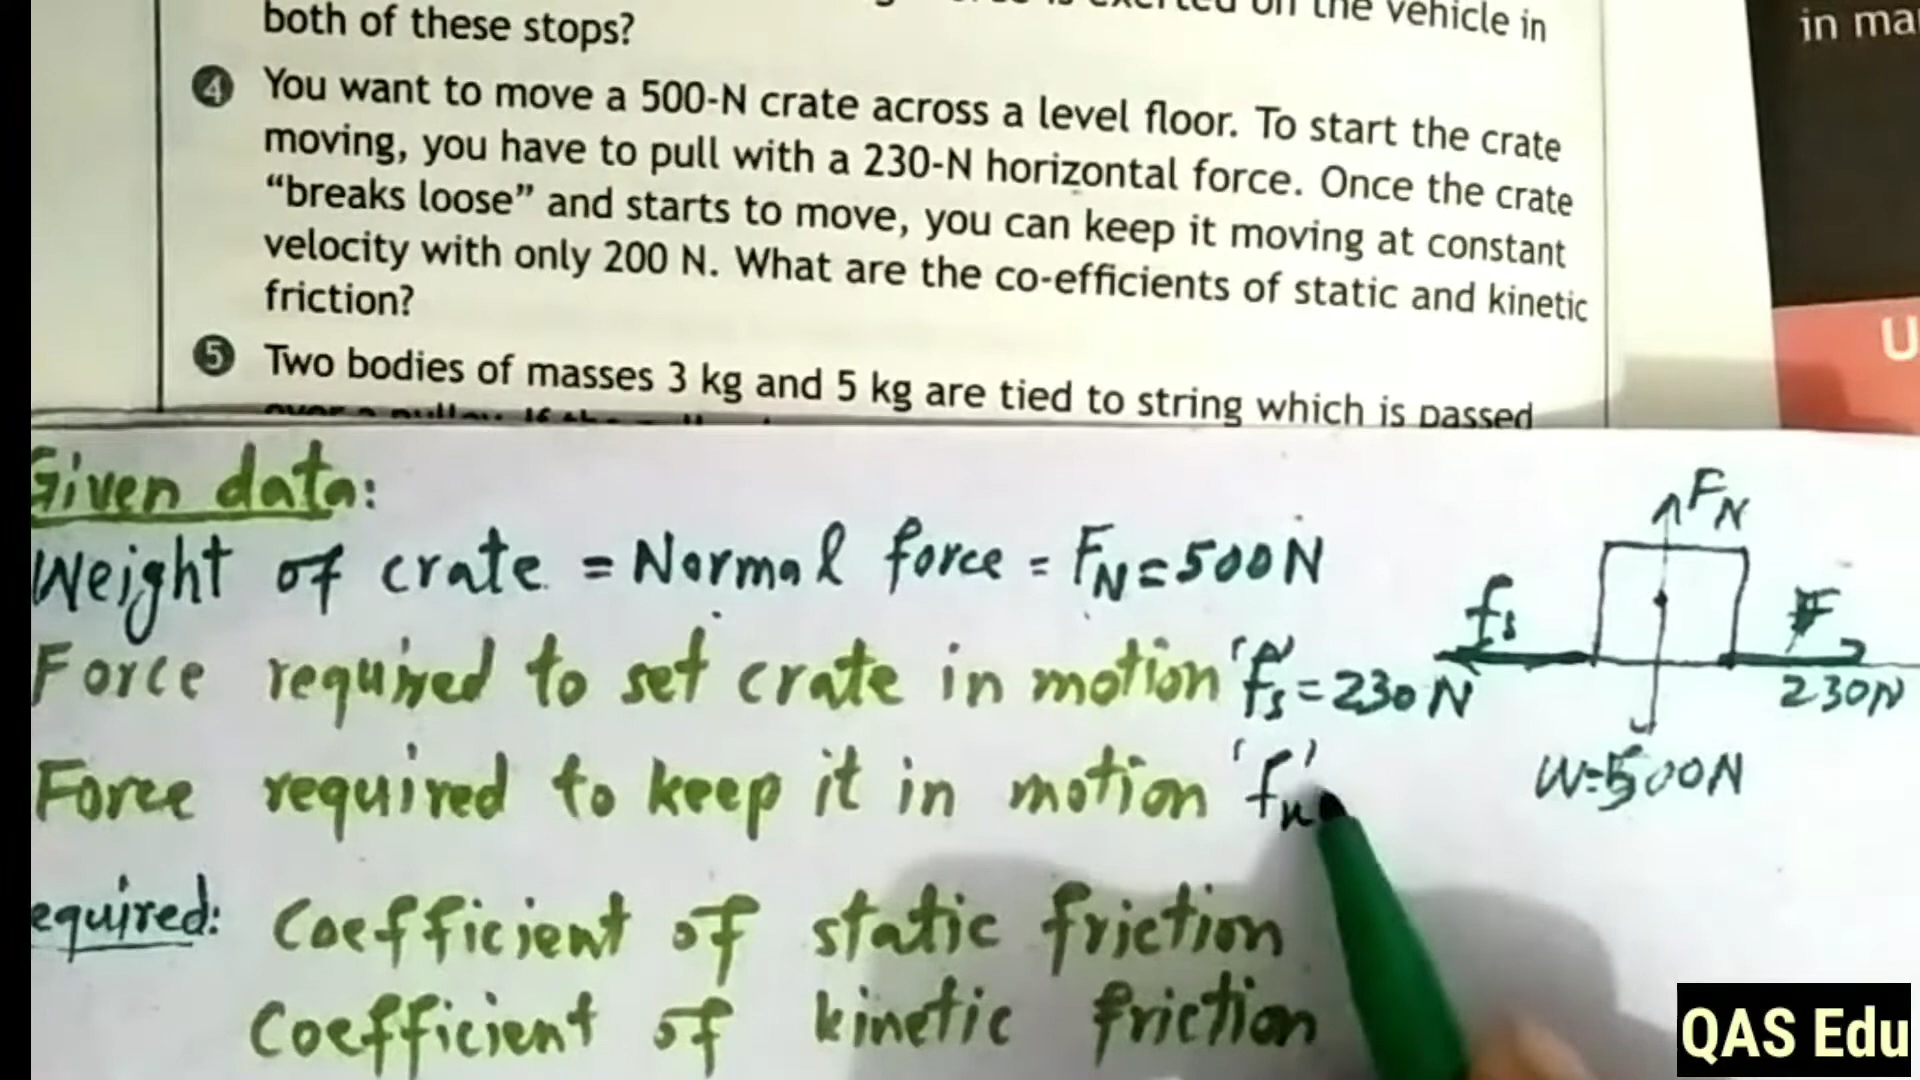 on the vehicle in
both of these stops?
4 You want to move a 500-N crate across a level floor. To start the crate
moving, you have to pull with a 230-N horizontal force. Once the crate
“breaks loose” and starts to move, you can keep it moving at constant
velocity with only 200 N. What are the co-efficients of static and kinetic
friction?
5 Two bodies of masses 3 kg and 5 kg are tied to string which is passed
in ma
U
Given data:
Weight of crate = Normal force = FN = 500N
Force required to set crate in motion 'fs = 230N
Force required to keep it in motion 'fk'
equired: Coefficient of static friction
Coefficient of kinetic friction
FN
fs
F
230N
W=500N
QAS Edu